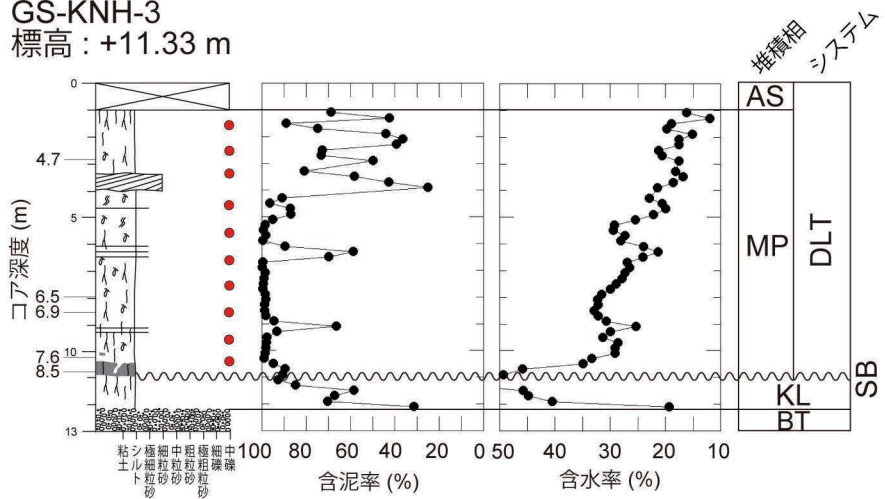 GS-KNH-3
標高 : +11.33 m
堆積相
システム
コア深度 (m)
0
4.7
5
6.5
6.9
7.6
10
8.5
13
AS
MP
DLT
KL
BT
SB
粘土
シルト
極細粒砂
細粒砂
中粒砂
粗粒砂
極粗粒砂
細礫
中礫
100 80 60 40 20 0
含泥率 (%)
50 40 30 20 10
含水率 (%)